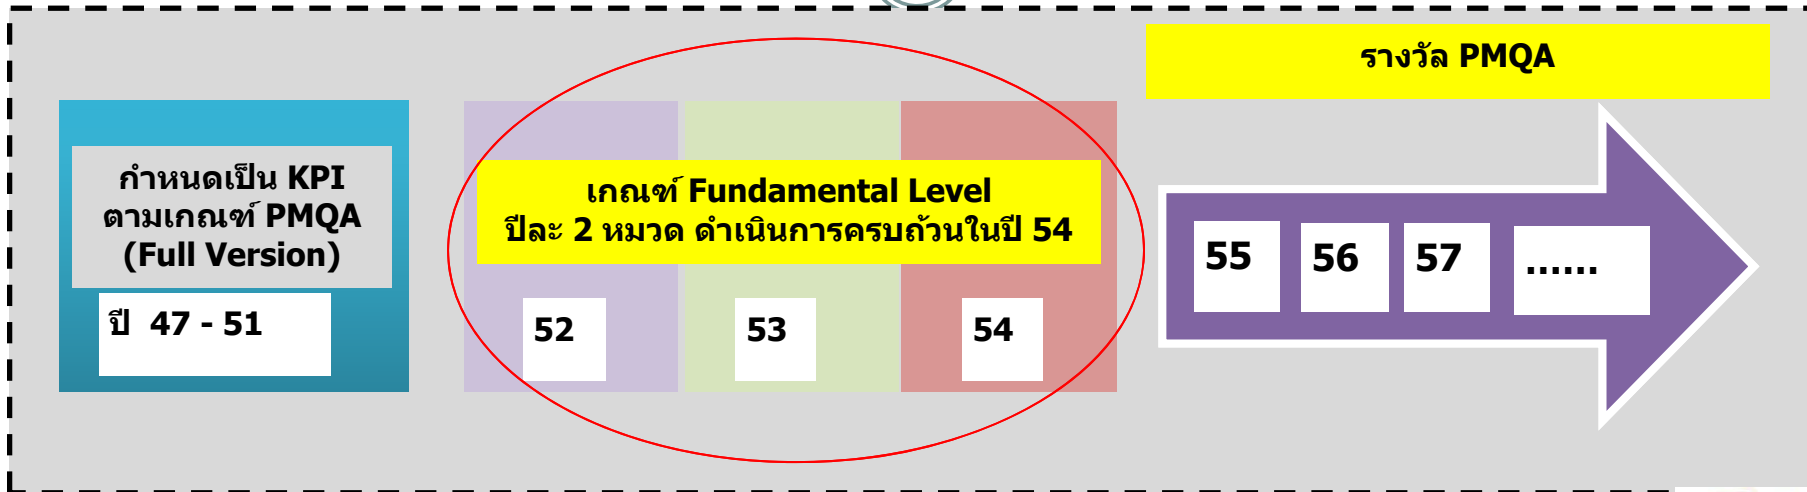 รางวัล PMQA
กำหนดเป็น KPI
ตามเกณฑ์ PMQA
(Full Version)
ปี 47 - 51
เกณฑ์ Fundamental Level
ปีละ 2 หมวด ดำเนินการครบถ้วนในปี 54
52
53
54
55
56
57
......